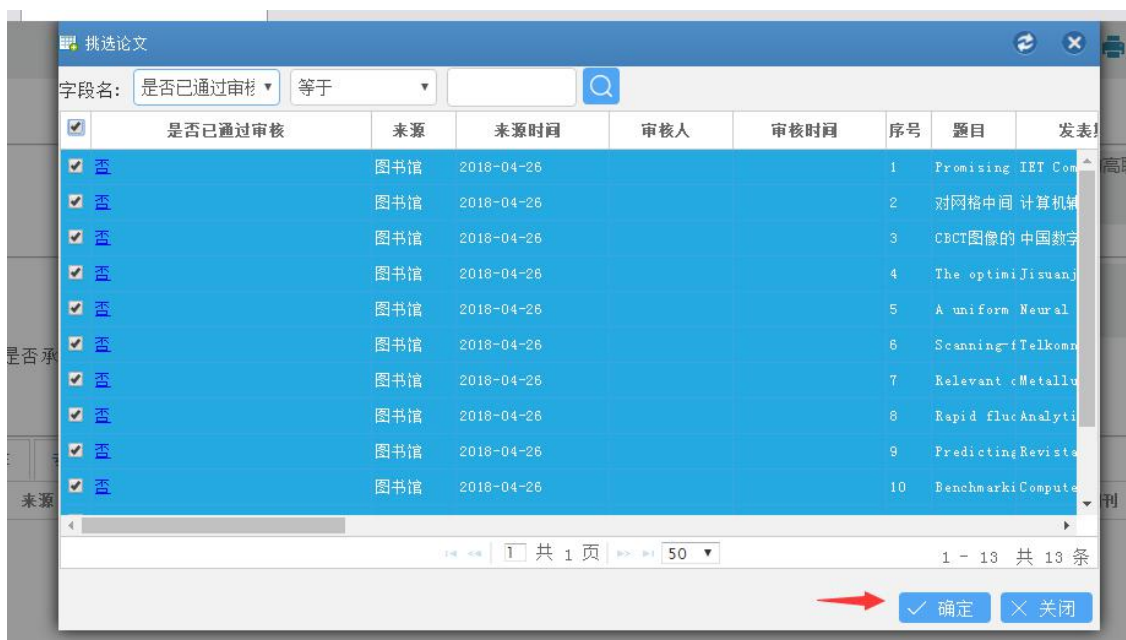 挑选论文
字段名: 是否已通过审核 等于
是否已通过审核 来源 来源时间 审核人 审核时间 序号 题目 发表
否 图书馆 2018-04-26 1 Promising IET Com
否 图书馆 2018-04-26 2 对网格中间 计算机辅
否 图书馆 2018-04-26 3 CBCT图像的 中国数字
否 图书馆 2018-04-26 4 The optimi Jisuanj
否 图书馆 2018-04-26 5 A uniform Neural
否 图书馆 2018-04-26 6 Scanning-f Telkomn
否 图书馆 2018-04-26 7 Relevant c Metallu
否 图书馆 2018-04-26 8 Rapid fluc Analyti
否 图书馆 2018-04-26 9 Predicting Revista
否 图书馆 2018-04-26 10 Benchmarki Compute
是否承
来源
刊
1 共 1 页 50
1 - 13 共 13 条
确定 关闭